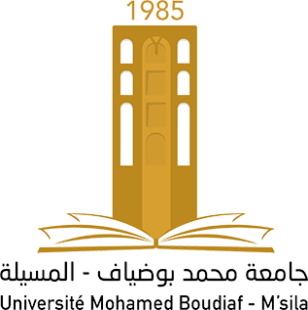 1985
جامعة محمد بوضياف - المسيلة
Université Mohamed Boudiaf - M'sila